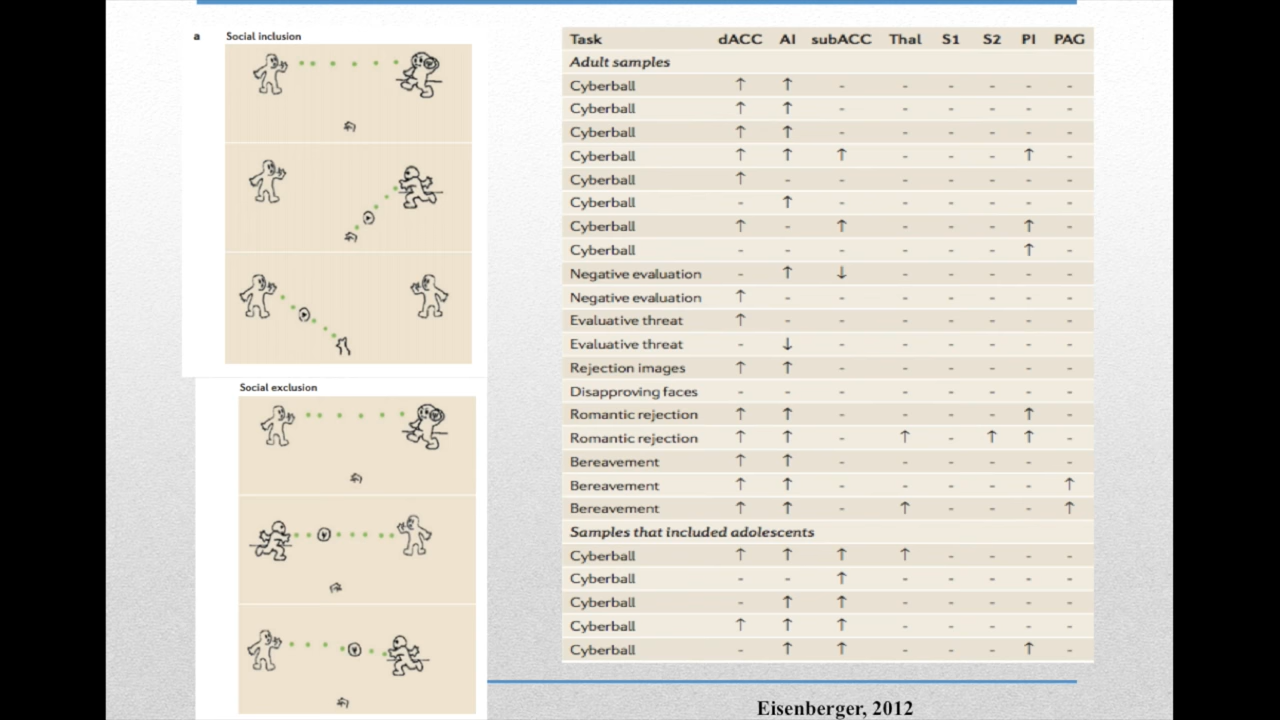 a Social inclusion
Social exclusion
Task dACC AI subACC Thal S1 S2 PI PAG
Adult samples
Cyberball ↑ ↑ - - - - - -
Cyberball ↑ ↑ - - - - - -
Cyberball ↑ ↑ - - - - - -
Cyberball ↑ ↑ ↑ - - - ↑ -
Cyberball ↑ - - - - - - -
Cyberball - ↑ - - - - - -
Cyberball ↑ - ↑ - - - ↑ -
Cyberball - - - - - - ↑ -
Negative evaluation - ↑ ↓ - - - - -
Negative evaluation ↑ - - - - - - -
Evaluative threat ↑ - - - - - - -
Evaluative threat - ↓ - - - - - -
Rejection images ↑ ↑ - - - - - -
Disapproving faces - - - - - - - -
Romantic rejection ↑ ↑ - - - - ↑ -
Romantic rejection ↑ ↑ - ↑ - ↑ ↑ -
Bereavement ↑ ↑ - - - - - -
Bereavement ↑ ↑ - - - - - ↑
Bereavement ↑ ↑ - ↑ - - - ↑
Samples that included adolescents
Cyberball ↑ ↑ ↑ ↑ - - - -
Cyberball - - ↑ - - - - -
Cyberball - ↑ ↑ - - - - -
Cyberball ↑ ↑ ↑ - - - - -
Cyberball - ↑ ↑ - - - ↑ -
Eisenberger, 2012